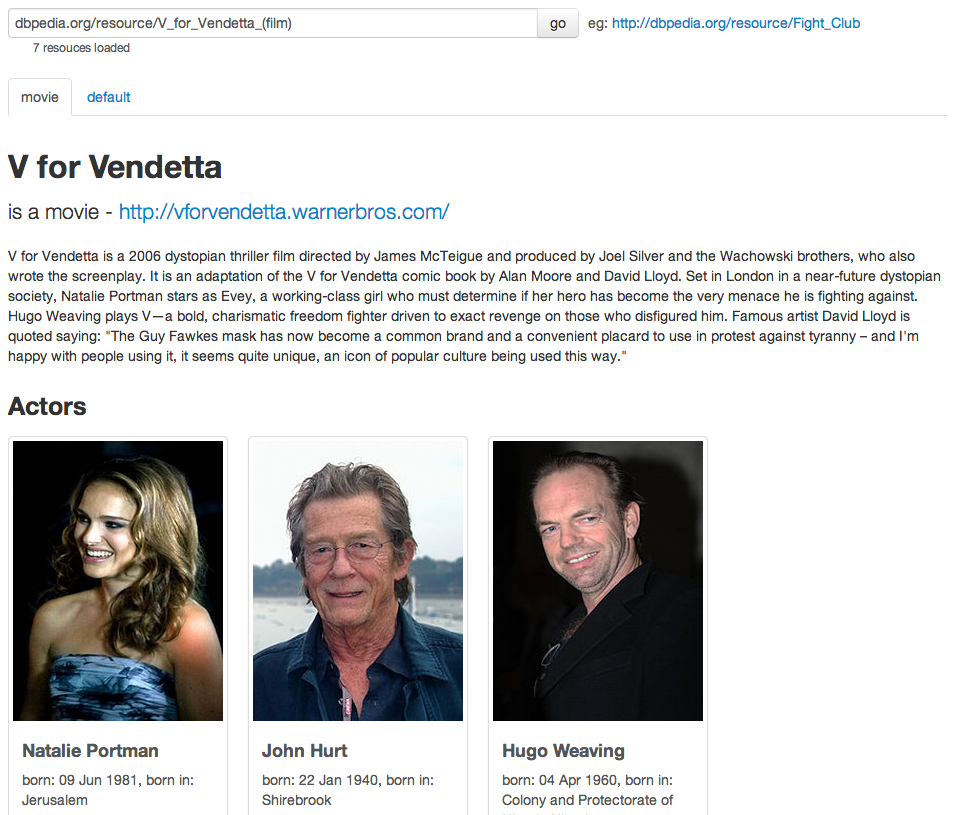 dbpedia.org/resource/V_for_Vendetta_(film) go eg: http://dbpedia.org/resource/Fight_Club
7 resouces loaded
movie default
V for Vendetta
is a movie - http://vforvendetta.warnerbros.com/
V for Vendetta is a 2006 dystopian thriller film directed by James McTeigue and produced by Joel Silver and the Wachowski brothers, who also
wrote the screenplay. It is an adaptation of the V for Vendetta comic book by Alan Moore and David Lloyd. Set in London in a near-future dystopian
society, Natalie Portman stars as Evey, a working-class girl who must determine if her hero has become the very menace he is fighting against.
Hugo Weaving plays V—a bold, charismatic freedom fighter driven to exact revenge on those who disfigured him. Famous artist David Lloyd is
quoted saying: "The Guy Fawkes mask has now become a common brand and a convenient placard to use in protest against tyranny – and I'm
happy with people using it, it seems quite unique, an icon of popular culture being used this way."
Actors
Natalie Portman John Hurt Hugo Weaving
born: 09 Jun 1981, born in: born: 22 Jan 1940, born in: born: 04 Apr 1960, born in:
Jerusalem Shirebrook Colony and Protectorate of